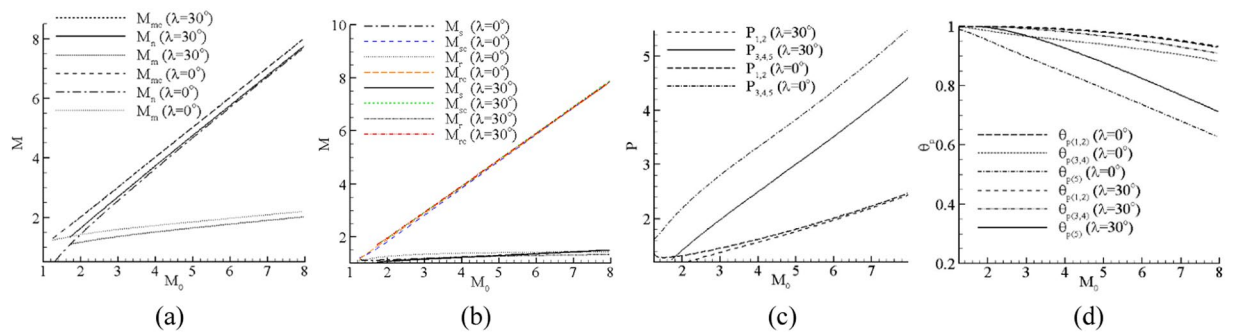 M_mc (λ=30°)
M_n (λ=30°)
M_m (λ=30°)
M_mc (λ=0°)
M_n (λ=0°)
M_m (λ=0°)
8
6
4
2
M
1 2 3 4 5 6 7 8
M_0
(a)
M_s (λ=0°)
M_sc (λ=0°)
M_r (λ=0°)
M_rc (λ=0°)
M_s (λ=30°)
M_sc (λ=30°)
M_r (λ=30°)
M_rc (λ=30°)
10
8
6
4
2
M
1 2 3 4 5 6 7 8
M_0
(b)
P_1,2 (λ=30°)
P_3,4,5 (λ=30°)
P_1,2 (λ=0°)
P_3,4,5 (λ=0°)
5
4
3
2
P
2 3 4 5 6 7
M_0
(c)
θ_p(1,2) (λ=0°)
θ_p(3,4) (λ=0°)
θ_p(5) (λ=0°)
θ_p(1,2) (λ=30°)
θ_p(3,4) (λ=30°)
θ_p(5) (λ=30°)
1
0.8
0.6
0.4
0.2
θ_p
2 3 4 5 6 7 8
M_0
(d)